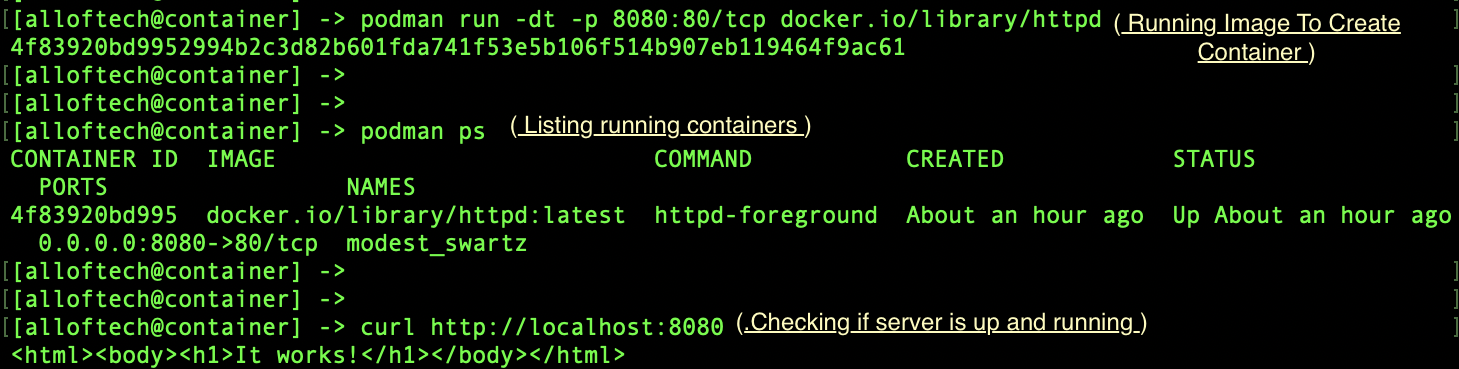 [[alloftech@container] -> podman run -dt -p 8080:80/tcp docker.io/library/httpd ( Running Image To Create ]
Container )
4f83920bd9952994b2c3d82b601fda741f53e5b106f514b907eb119464f9ac61
[[alloftech@container] -> ]
[[alloftech@container] -> ]
[[alloftech@container] -> podman ps ( Listing running containers ) ]
CONTAINER ID IMAGE COMMAND CREATED STATUS
PORTS NAMES
4f83920bd995 docker.io/library/httpd:latest httpd-foreground About an hour ago Up About an hour ago
0.0.0.0:8080->80/tcp modest_swartz
[[alloftech@container] -> ]
[[alloftech@container] -> ]
[[alloftech@container] -> curl http://localhost:8080 (.Checking if server is up and running ) ]
<html><body><h1>It works!</h1></body></html>